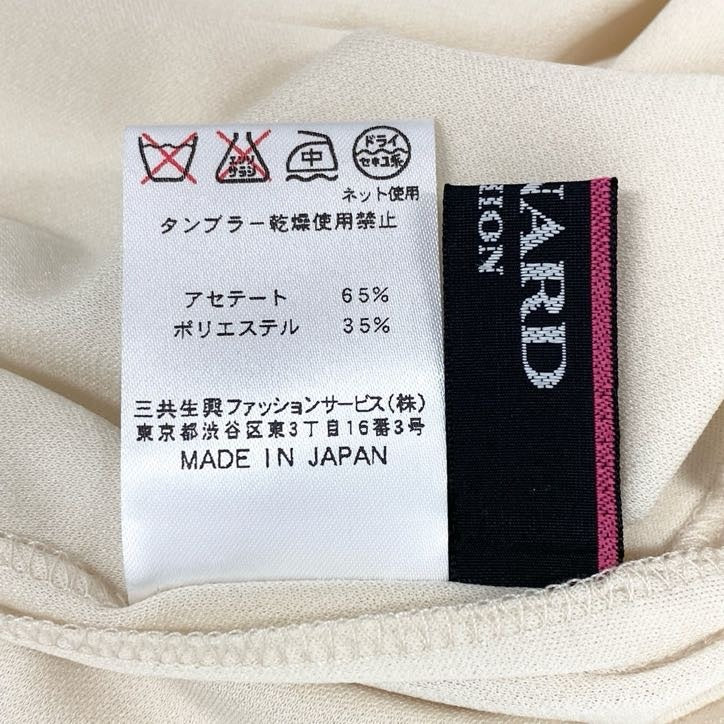 エンソ
サラシ
中
ドライ
セキユ系
ネット使用
タンブラー乾燥使用禁止
アセテート 65%
ポリエステル 35%
三共生興ファッションサービス(株)
東京都渋谷区東3丁目16番3号
MADE IN JAPAN
NARD
HION